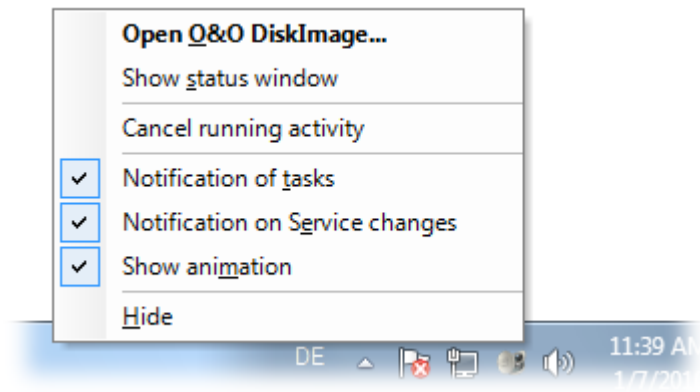 Open O&O DiskImage...
Show status window
Cancel running activity
Notification of tasks
Notification on Service changes
Show animation
Hide
DE
11:39